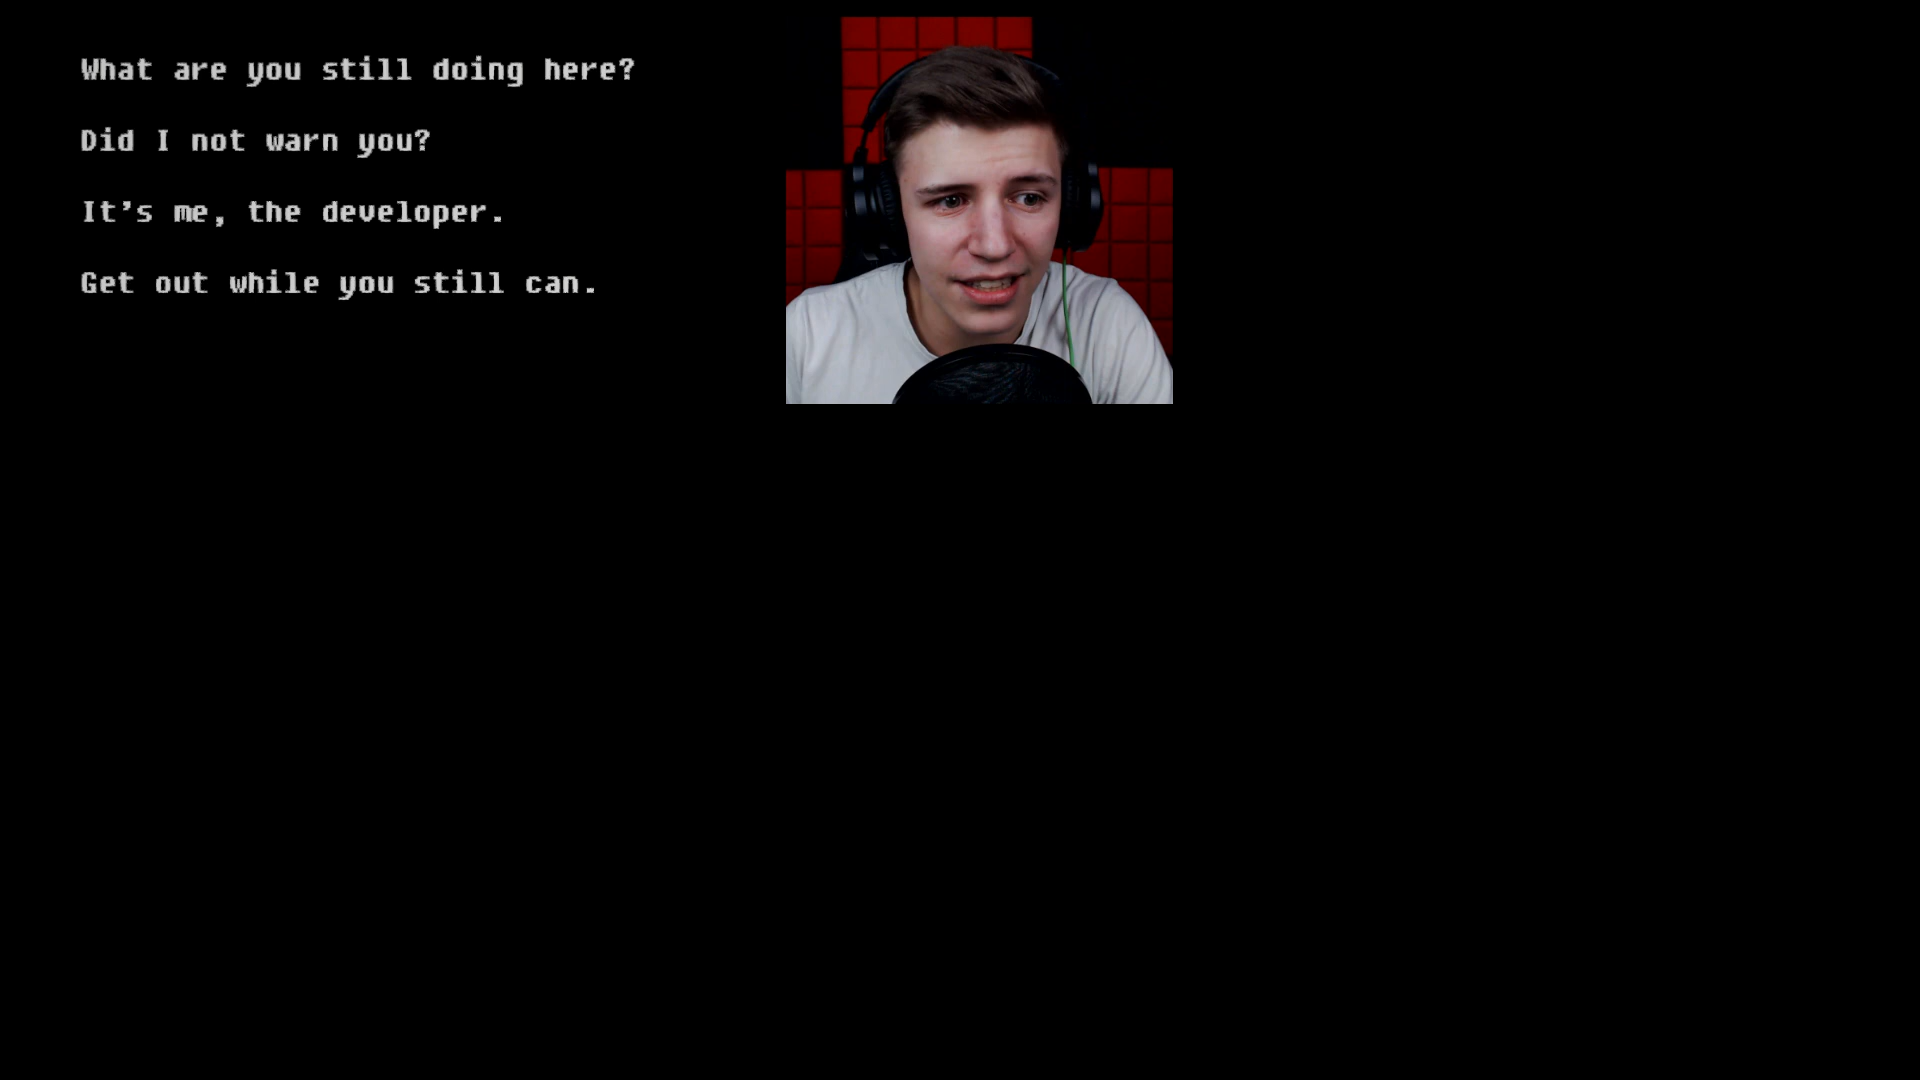 What are you still doing here?
Did I not warn you?
It's me, the developer.
Get out while you still can.